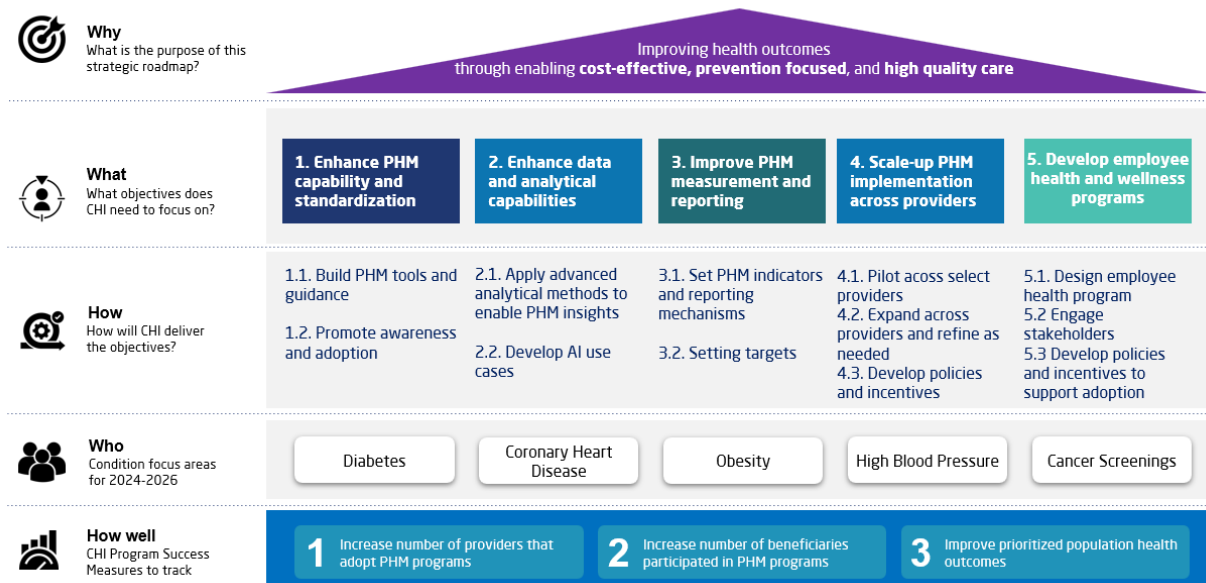 Why
What is the purpose of this
strategic roadmap?
Improving health outcomes
through enabling cost-effective, prevention focused, and high quality care
What
What objectives does
CHI need to focus on?
1. Enhance PHM
capability and
standardization
2. Enhance data
and analytical
capabilities
3. Improve PHM
measurement and
reporting
4. Scale-up PHM
implementation
across providers
5. Develop employee
health and wellness
programs
How
How will CHI deliver
the objectives?
1.1. Build PHM tools and
guidance
1.2. Promote awareness
and adoption
2.1. Apply advanced
analytical methods to
enable PHM insights
2.2. Develop AI use
cases
3.1. Set PHM indicators
and reporting
mechanisms
3.2. Setting targets
4.1. Pilot acoss select
providers
4.2. Expand across
providers and refine as
needed
4.3. Develop policies
and incentives
5.1. Design employee
health program
5.2 Engage
stakeholders
5.3 Develop policies
and incentives to
support adoption
Who
Condition focus areas
for 2024-2026
Diabetes
Coronary Heart
Disease
Obesity
High Blood Pressure
Cancer Screenings
How well
CHI Program Success
Measures to track
1
Increase number of providers that
adopt PHM programs
2
Increase number of beneficiaries
participated in PHM programs
3
Improve prioritized population health
outcomes